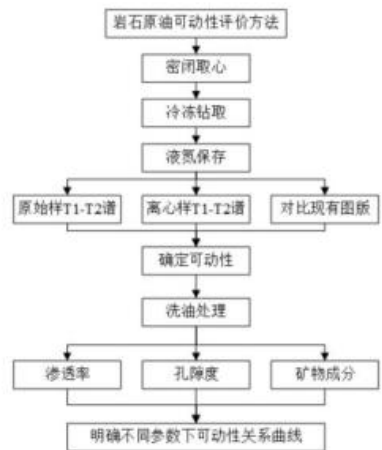 岩石原油可动性评价方法
密闭取心
冷冻钻取
液氮保存
原始样T1-T2谱
离心样T1-T2谱
对比现有图版
确定可动性
洗油处理
渗透率
孔隙度
矿物成分
明确不同参数下可动性关系曲线